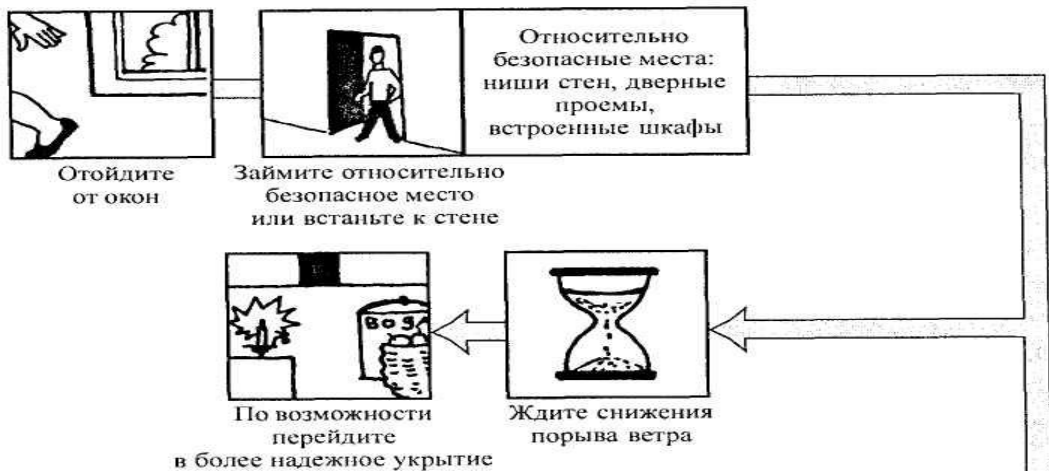 Относительно
безопасные места:
ниши стен, дверные
проемы,
встроенные шкафы
Отойдите
от окон
Займите относительно
безопасное место
или встаньте к стене
По возможности
перейдите
в более надежное укрытие
Ждите снижения
порыва ветра